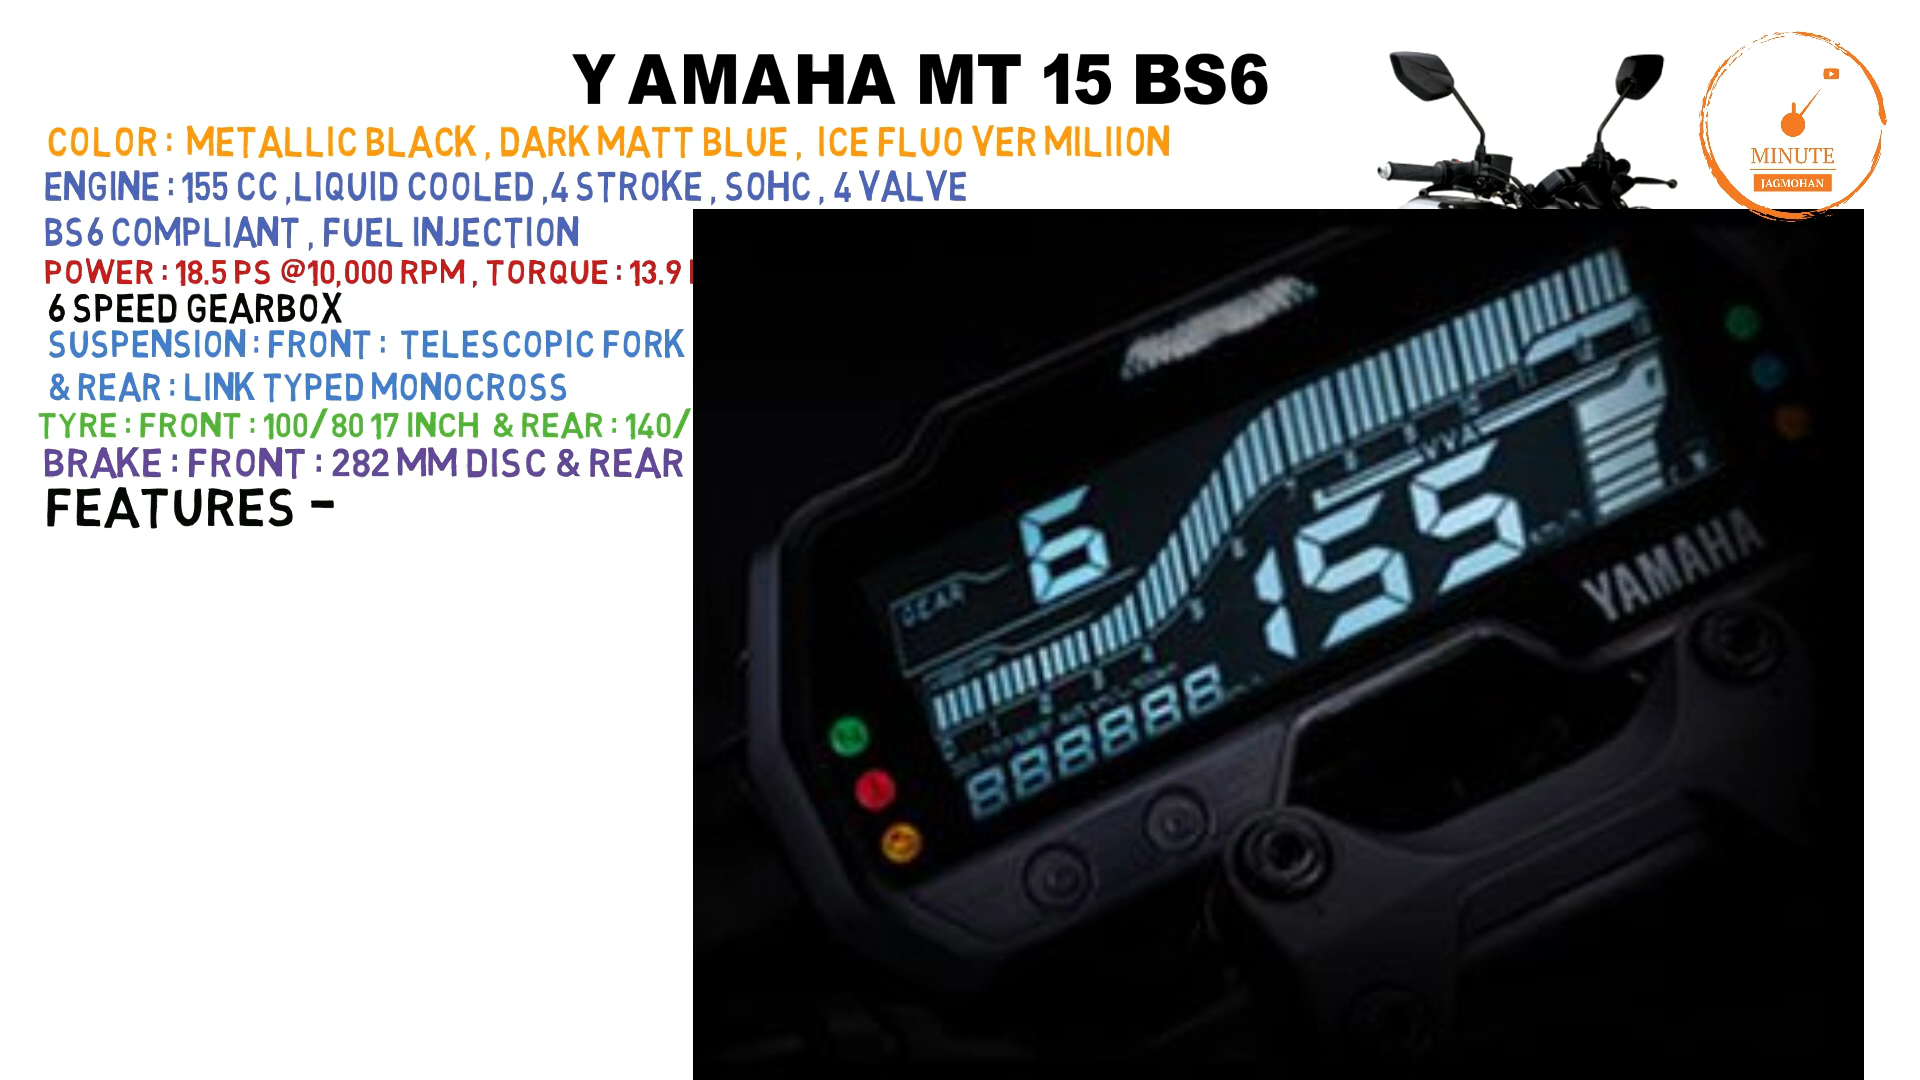 YAMAHA MT 15 BS6
MINUTE
JAGMOHAN
COLOR : METALLIC BLACK , DARK MATT BLUE , ICE FLUO VER MILIION
ENGINE : 155 CC ,LIQUID COOLED ,4 STROKE , SOHC , 4 VALVE
BS6 COMPLIANT , FUEL INJECTION
POWER : 18.5 PS @10,000 RPM , TORQUE : 13.9
6 SPEED GEARBOX
SUSPENSION : FRONT : TELESCOPIC FORK
& REAR : LINK TYPED MONOCROSS
TYRE : FRONT : 100/80 17 INCH & REAR : 140/
BRAKE : FRONT : 282 MM DISC & REAR
FEATURES -
VVA
GEAR 6
155 km/h
YAMAHA
888888